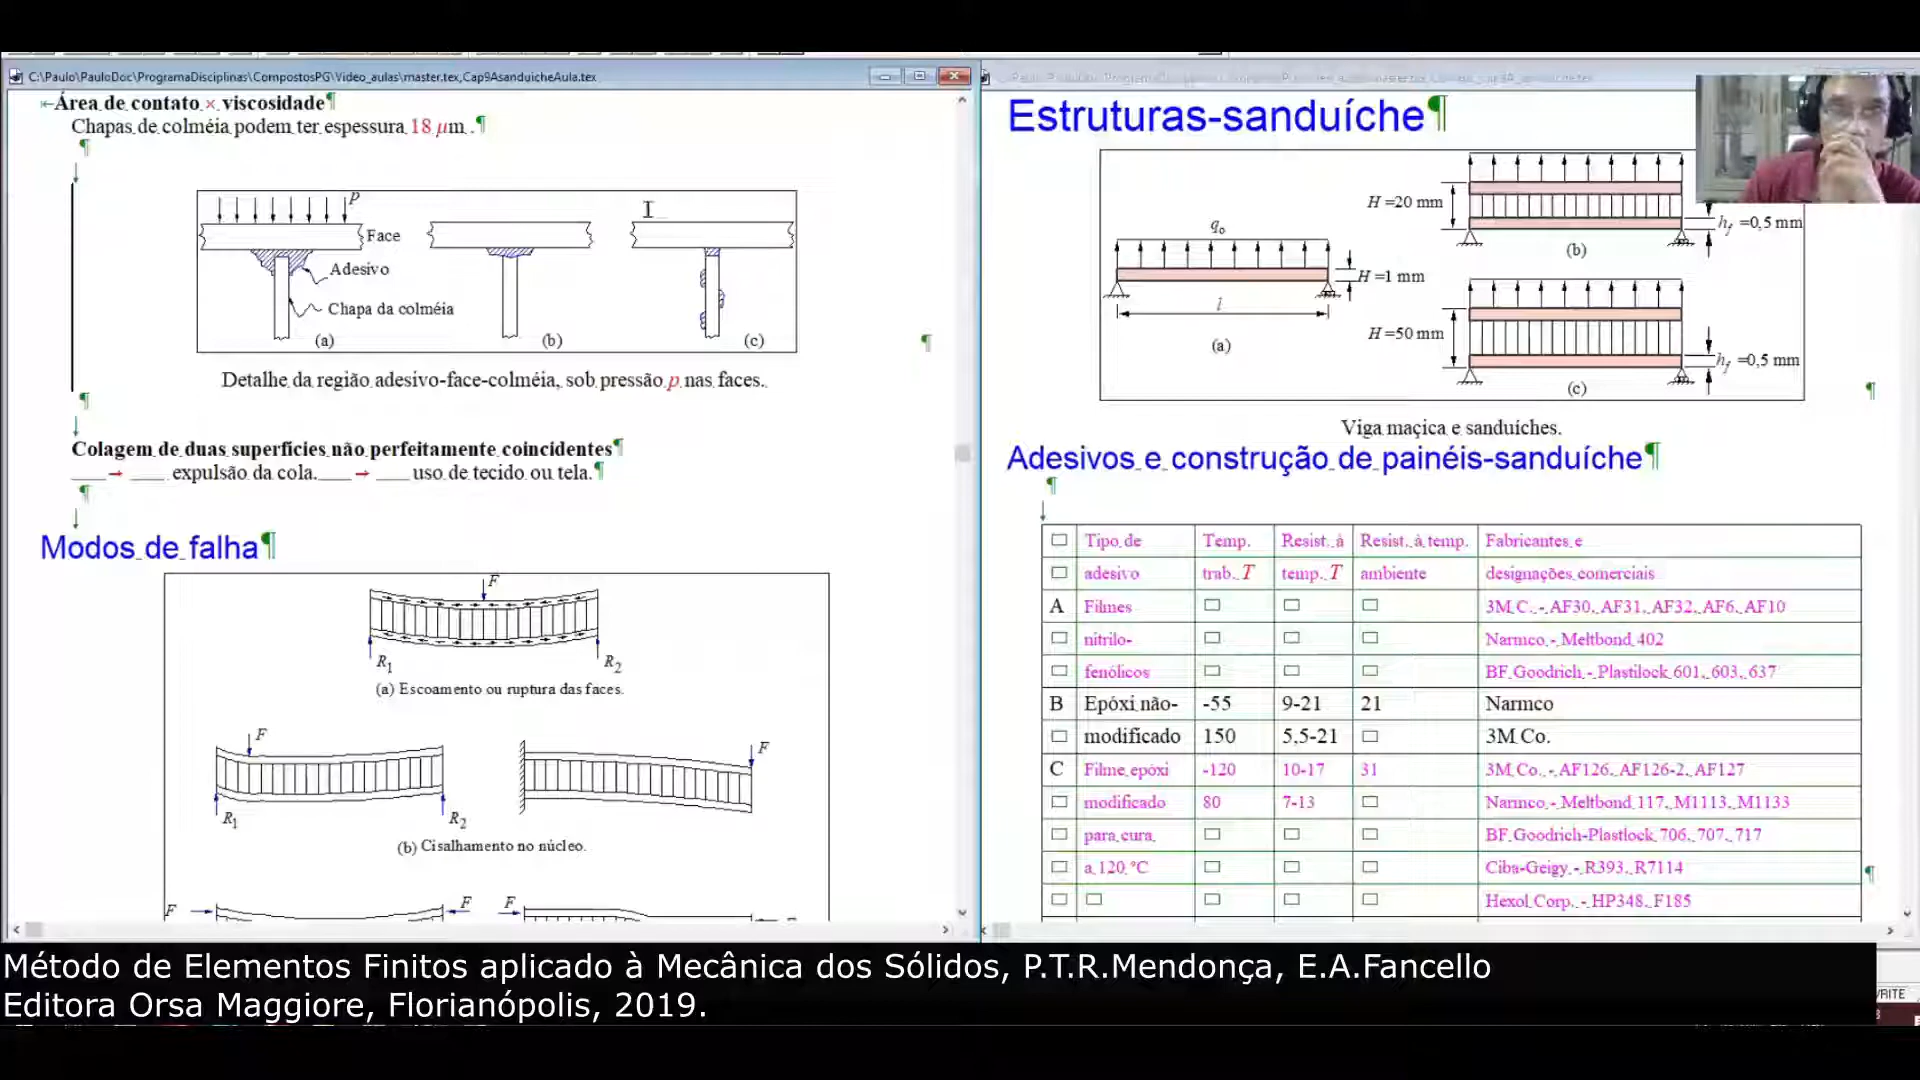 C:\Paulo\PauloDoc\ProgramaDisciplinas\CompostosPG\Video_aulas\master.tex,Cap9AsanduicheAula.tex
Área de contato × viscosidade
Chapas de colméia podem ter espessura 18 μm .
p
Face
Adesivo
Chapa da colméia
(a)
(b)
(c)
Detalhe da região adesivo-face-colméia, sob pressão p nas faces.
Colagem de duas superfícies não perfeitamente coincidentes
→ expulsão da cola. → uso de tecido ou tela.
Modos de falha
F
R1
R2
(a) Escoamento ou ruptura das faces.
F
R1
R2
F
(b) Cisalhamento no núcleo.
F
F
F
Estruturas-sanduíche
q0
H =1 mm
l
(a)
H =20 mm
hf =0,5 mm
(b)
H =50 mm
hf =0,5 mm
(c)
Viga maçica e sanduíches.
Adesivos e construção de painéis-sanduíche
Tipo de Temp. Resist. à Resist. à temp. Fabricantes e
adesivo trab. T temp. T ambiente designações comerciais
A Filmes 3M C. - AF30, AF31, AF32, AF6, AF10
nitrilo- Narmco - Meltbond 402
fenólicos BF Goodrich - Plastilock 601, 603, 637
B Epóxi não- -55 9-21 21 Narmco
modificado 150 5,5-21 3M Co.
C Filme epóxi -120 10-17 31 3M Co. - AF126, AF126-2, AF127
modificado 80 7-13 Narmco - Meltbond 117, M1113, M1133
para cura BF Goodrich-Plastlock 706, 707, 717
a 120 °C Ciba-Geigy - R393, R7114
Hexol Corp. - HP348, F185
Método de Elementos Finitos aplicado à Mecânica dos Sólidos, P.T.R.Mendonça, E.A.Fancello
Editora Orsa Maggiore, Florianópolis, 2019.